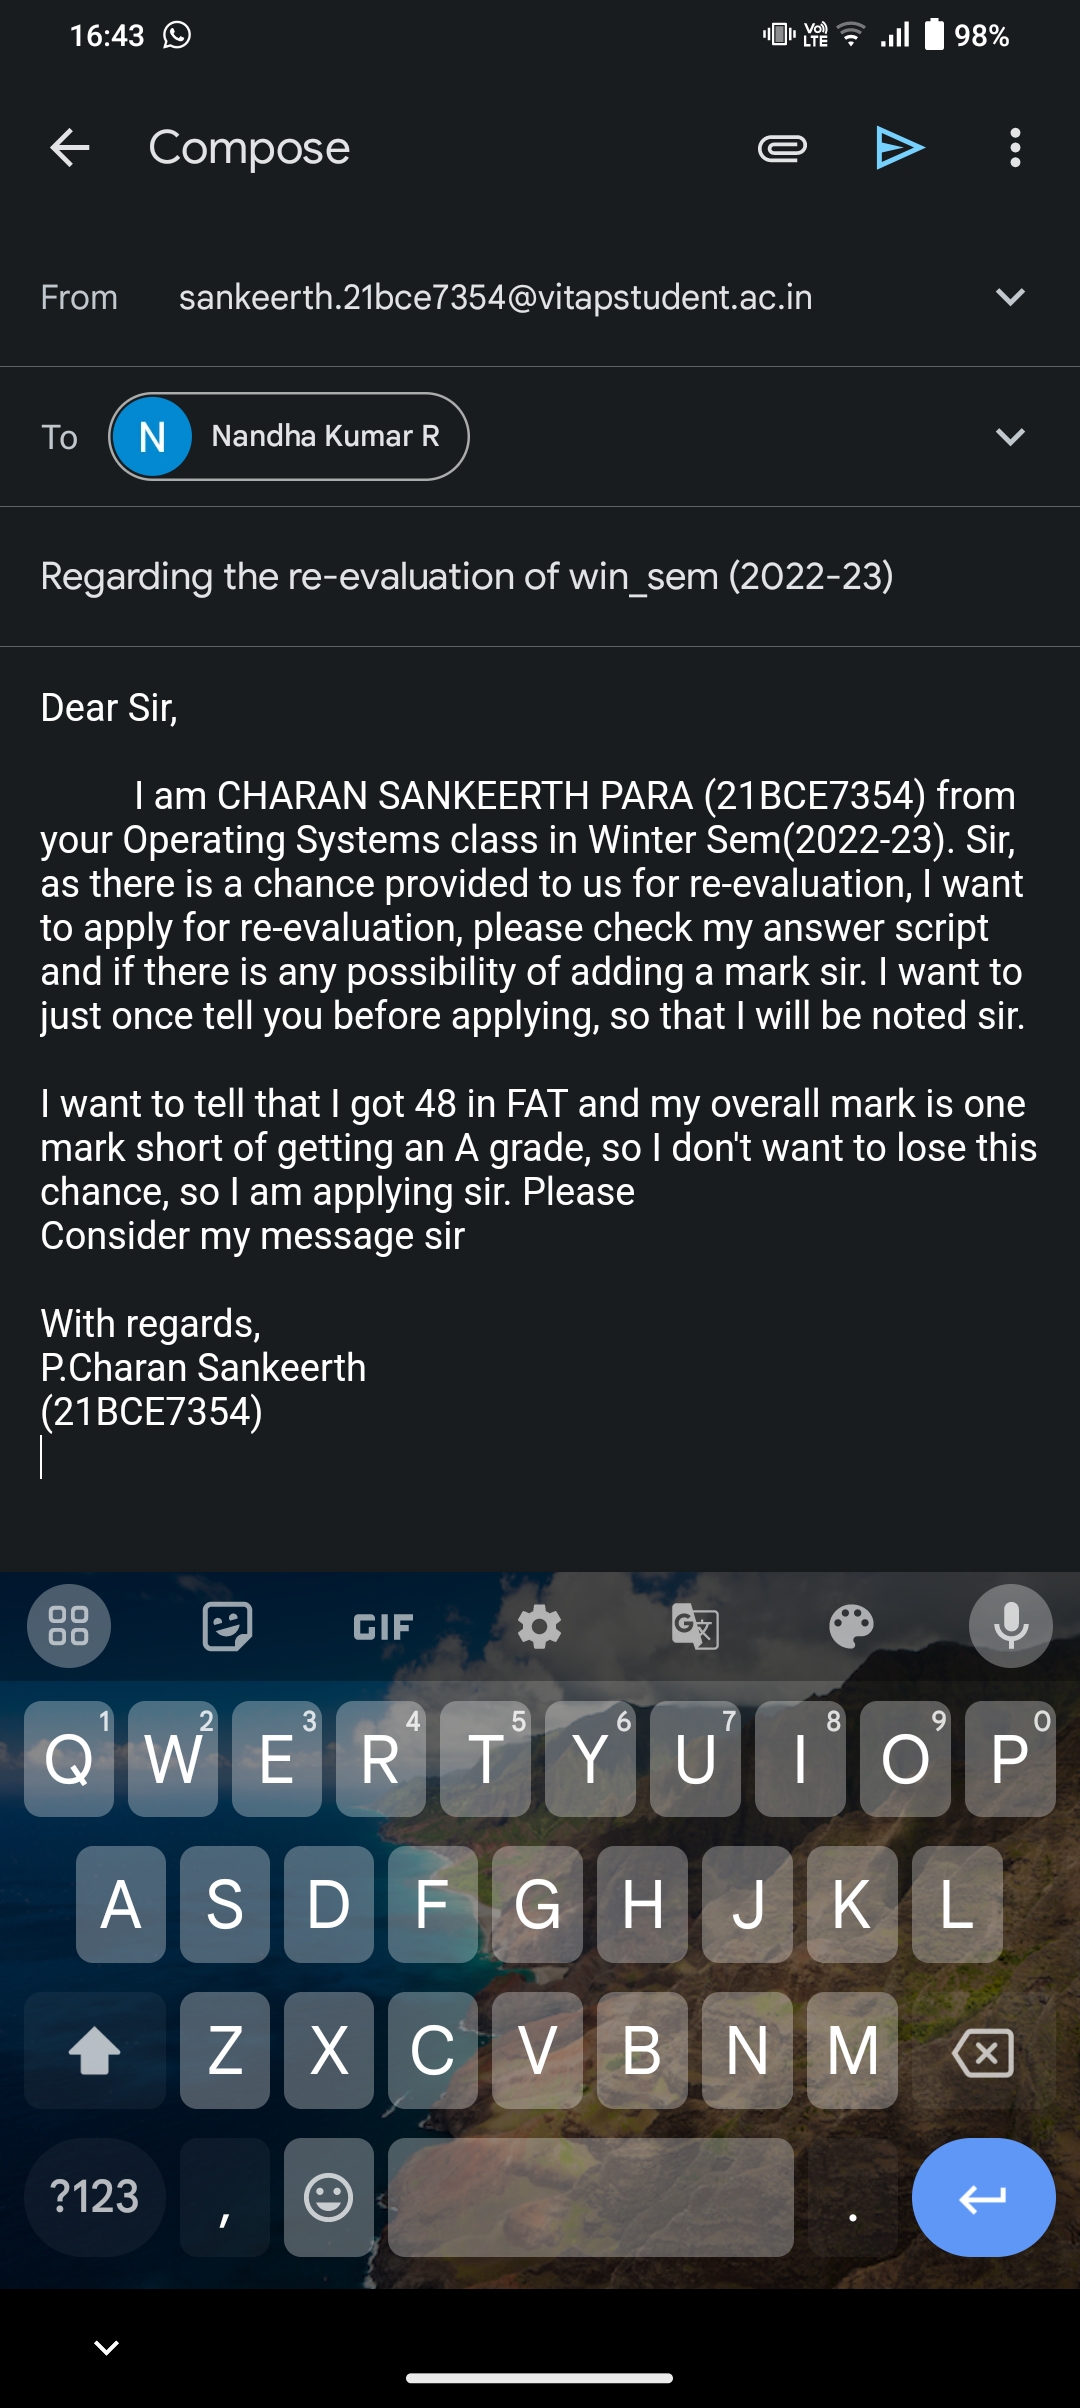 16:43 Vo)) LTE 98%
Compose
From sankeerth.21bce7354@vitapstudent.ac.in
To N Nandha Kumar R
Regarding the re-evaluation of win_sem (2022-23)
Dear Sir,
I am CHARAN SANKEERTH PARA (21BCE7354) from
your Operating Systems class in Winter Sem(2022-23). Sir,
as there is a chance provided to us for re-evaluation, I want
to apply for re-evaluation, please check my answer script
and if there is any possibility of adding a mark sir. I want to
just once tell you before applying, so that I will be noted sir.
I want to tell that I got 48 in FAT and my overall mark is one
mark short of getting an A grade, so I don't want to lose this
chance, so I am applying sir. Please
Consider my message sir
With regards,
P.Charan Sankeerth
(21BCE7354)
GIF G 文
Q 1 W 2 E 3 R 4 T 5 Y 6 U 7 I 8 O 9 P 0
A S D F G H J K L
Z X C V B N M
?123 , .